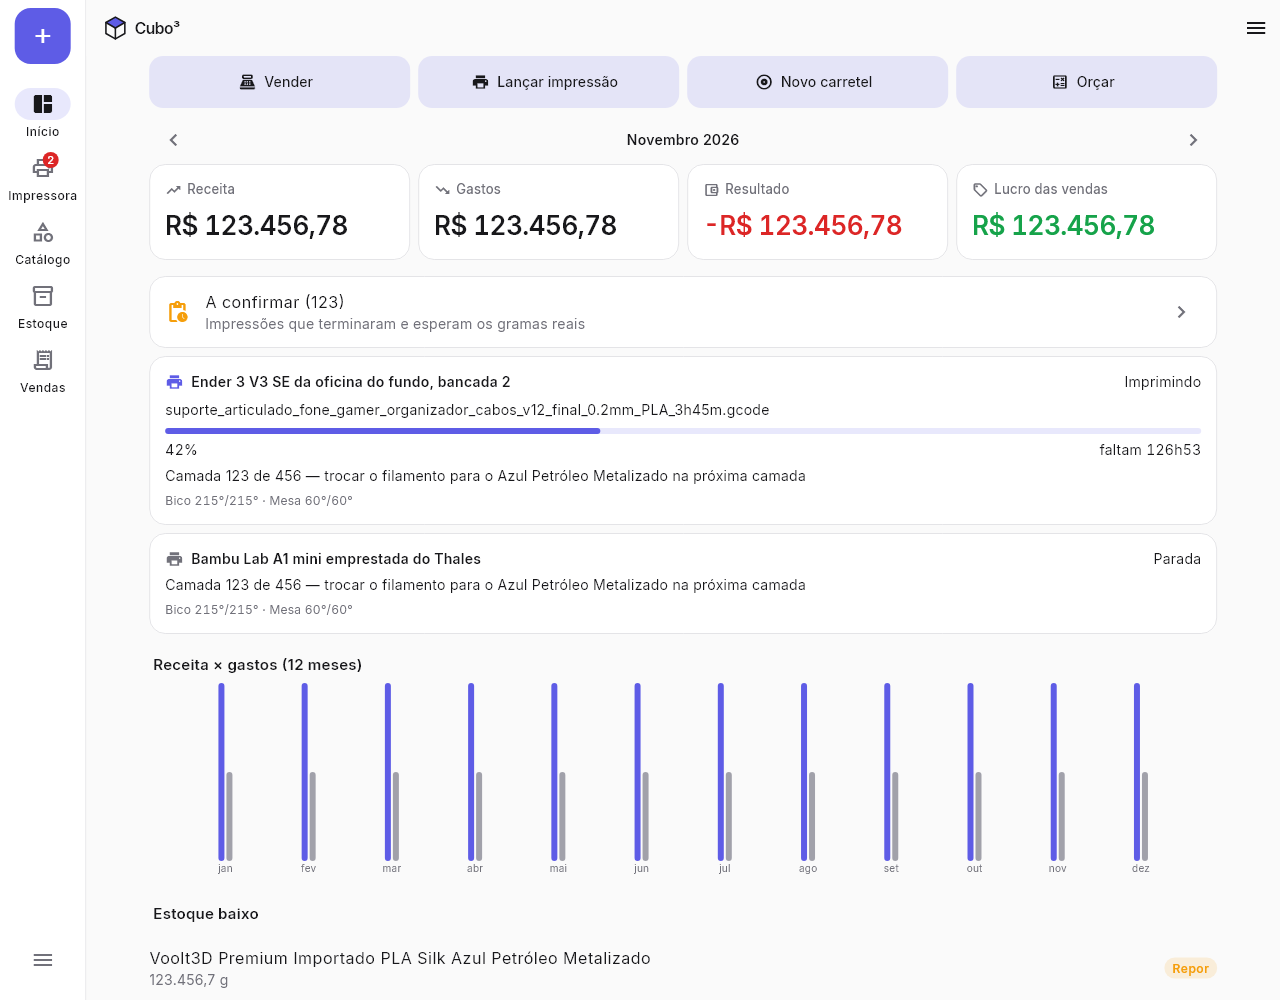 +
Cubo³
Início
2
Impressora
Catálogo
Estoque
Vendas
Vender
Lançar impressão
Novo carretel
Orçar
Novembro 2026
Receita
R$ 123.456,78
Gastos
R$ 123.456,78
Resultado
-R$ 123.456,78
Lucro das vendas
R$ 123.456,78
A confirmar (123)
Impressões que terminaram e esperam os gramas reais
Ender 3 V3 SE da oficina do fundo, bancada 2
Imprimindo
suporte_articulado_fone_gamer_organizador_cabos_v12_final_0.2mm_PLA_3h45m.gcode
42%
faltam 126h53
Camada 123 de 456 — trocar o filamento para o Azul Petróleo Metalizado na próxima camada
Bico 215°/215° · Mesa 60°/60°
Bambu Lab A1 mini emprestada do Thales
Parada
Camada 123 de 456 — trocar o filamento para o Azul Petróleo Metalizado na próxima camada
Bico 215°/215° · Mesa 60°/60°
Receita × gastos (12 meses)
jan fev mar abr mai jun jul ago set out nov dez
Estoque baixo
Voolt3D Premium Importado PLA Silk Azul Petróleo Metalizado
123.456,7 g
Repor